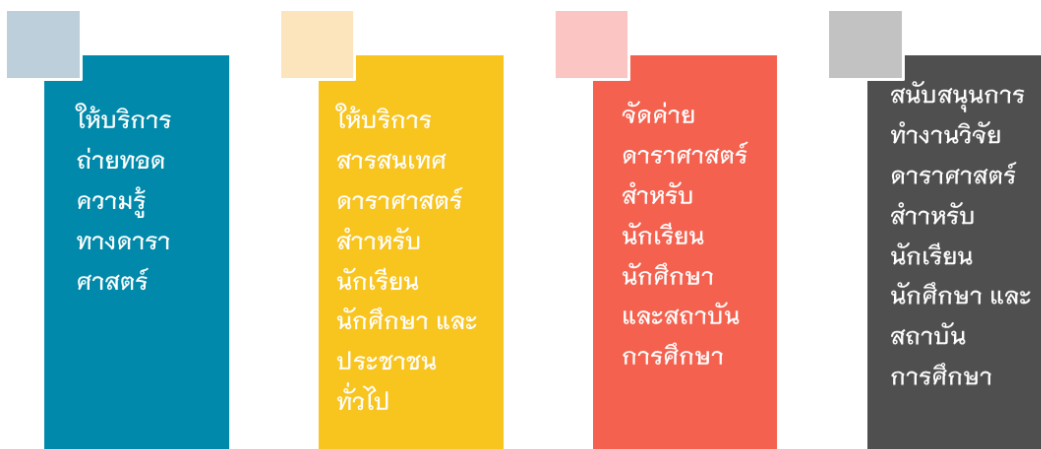 ให้บริการ
ถ่ายทอด
ความรู้
ทางดารา
ศาสตร์
ให้บริการ
สารสนเทศ
ดาราศาสตร์
สำาหรับ
นักเรียน
นักศึกษา และ
ประชาชน
ทั่วไป
จัดค่าย
ดาราศาสตร์
สำหรับ
นักเรียน
นักศึกษา
และสถาบัน
การศึกษา
สนับสนุนการ
ทำงานวิจัย
ดาราศาสตร์
สำาหรับ
นักเรียน
นักศึกษา และ
สถาบัน
การศึกษา